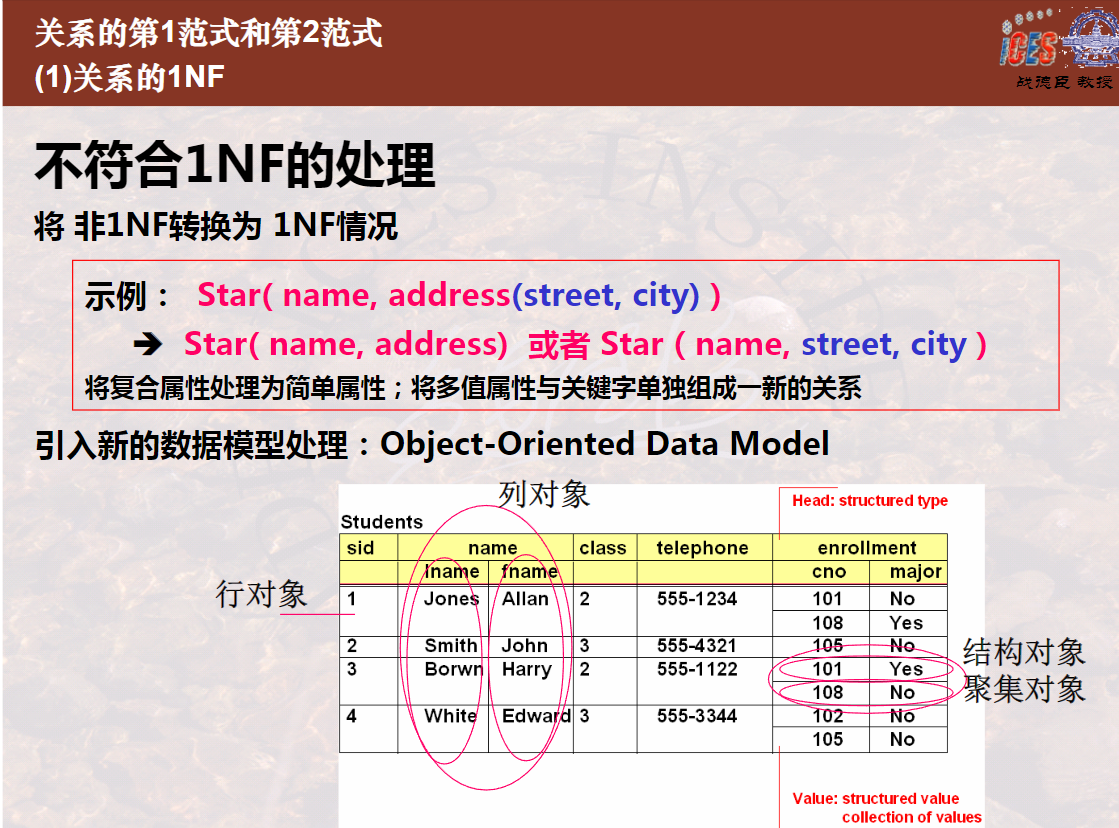 关系的第1范式和第2范式
(1)关系的1NF
iCES
战德臣 教授
不符合1NF的处理
将 非1NF转换为 1NF情况
示例： Star( name, address(street, city) )
➔ Star( name, address) 或者 Star ( name, street, city )
将复合属性处理为简单属性；将多值属性与关键字单独组成一新的关系
引入新的数据模型处理：Object-Oriented Data Model
列对象
Head: structured type
Students
sid name class telephone enrollment
lname fname cno major
行对象
1 Jones Allan 2 555-1234 101 No
108 Yes
2 Smith John 3 555-4321 105 No
3 Borwn Harry 2 555-1122 101 Yes
108 No
结构对象
聚集对象
4 White Edward 3 555-3344 102 No
105 No
Value: structured value
collection of values